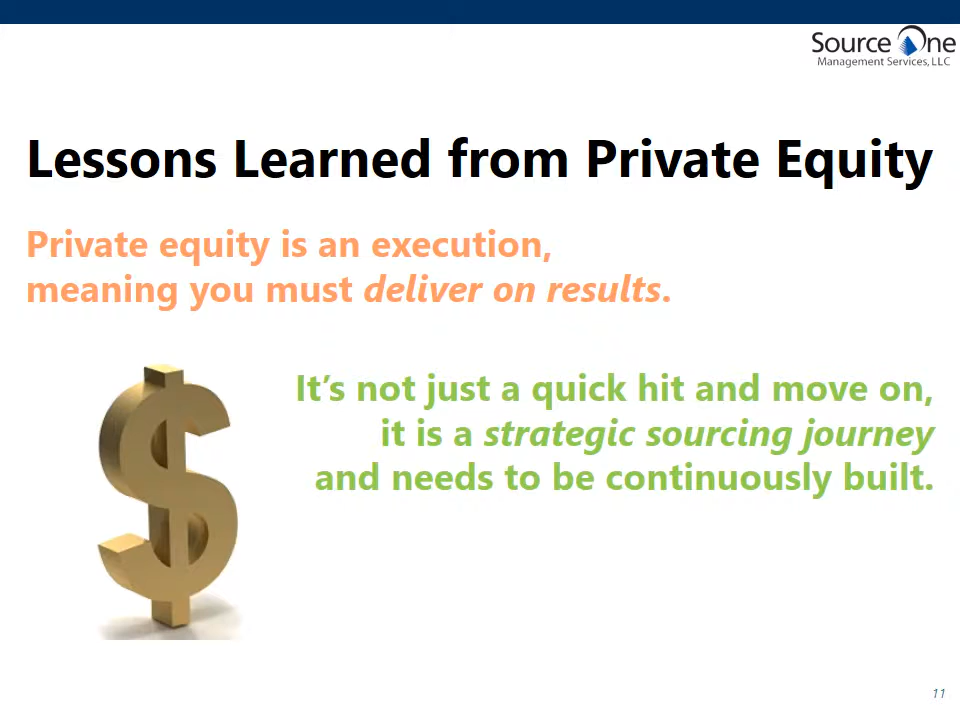 Source One
Management Services, LLC
Lessons Learned from Private Equity
Private equity is an execution,
meaning you must deliver on results.
It’s not just a quick hit and move on,
it is a strategic sourcing journey
and needs to be continuously built.
11